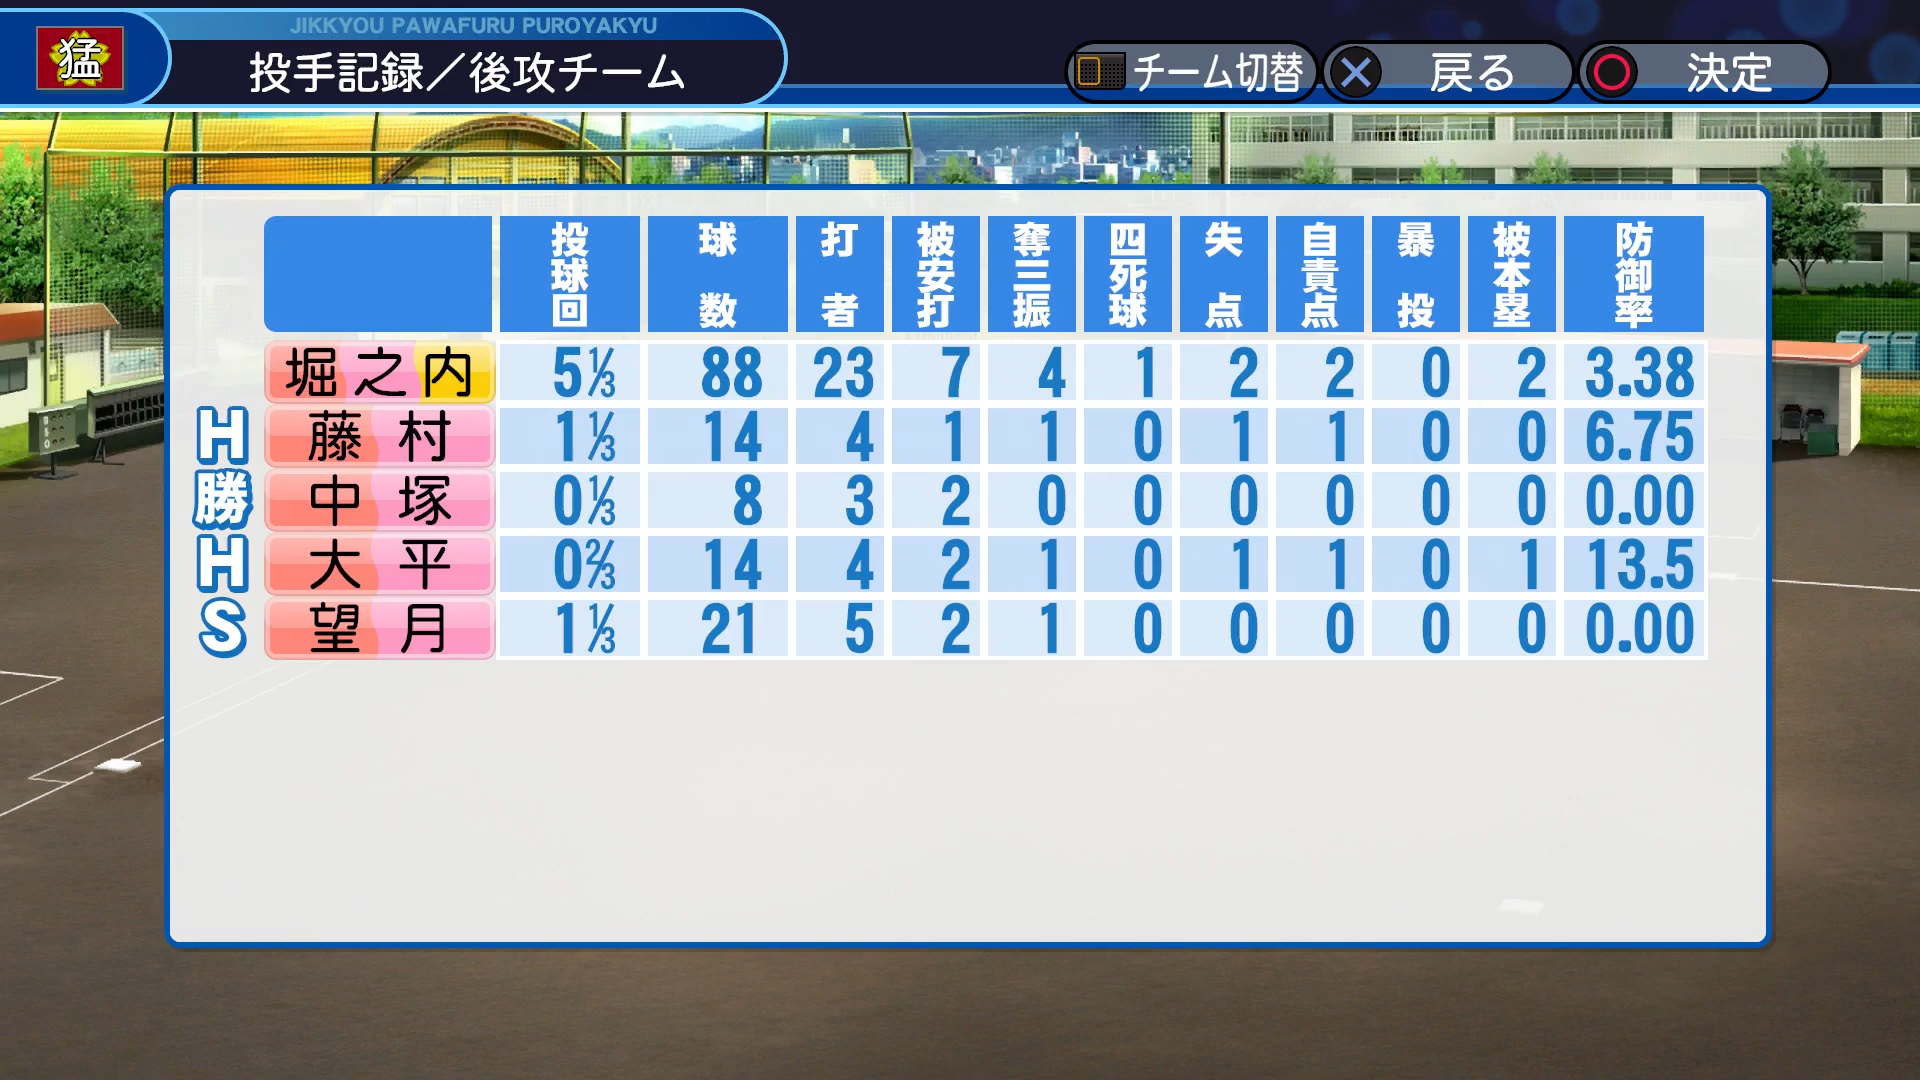 猛
JIKKYOU PAWAFURU PUROYAKYU
投手記録／後攻チーム
チーム切替
戻る
決定
投球回 球数 打者 被安打 奪三振 四死球 失点 自責点 暴投 被本塁 防御率
堀之内 5⅓ 88 23 7 4 1 2 2 0 2 3.38
H 藤村 1⅓ 14 4 1 1 0 1 1 0 0 6.75
勝 中塚 0⅓ 8 3 2 0 0 0 0 0 0 0.00
H 大平 0⅔ 14 4 2 1 0 1 1 0 1 13.5
S 望月 1⅓ 21 5 2 1 0 0 0 0 0 0.00